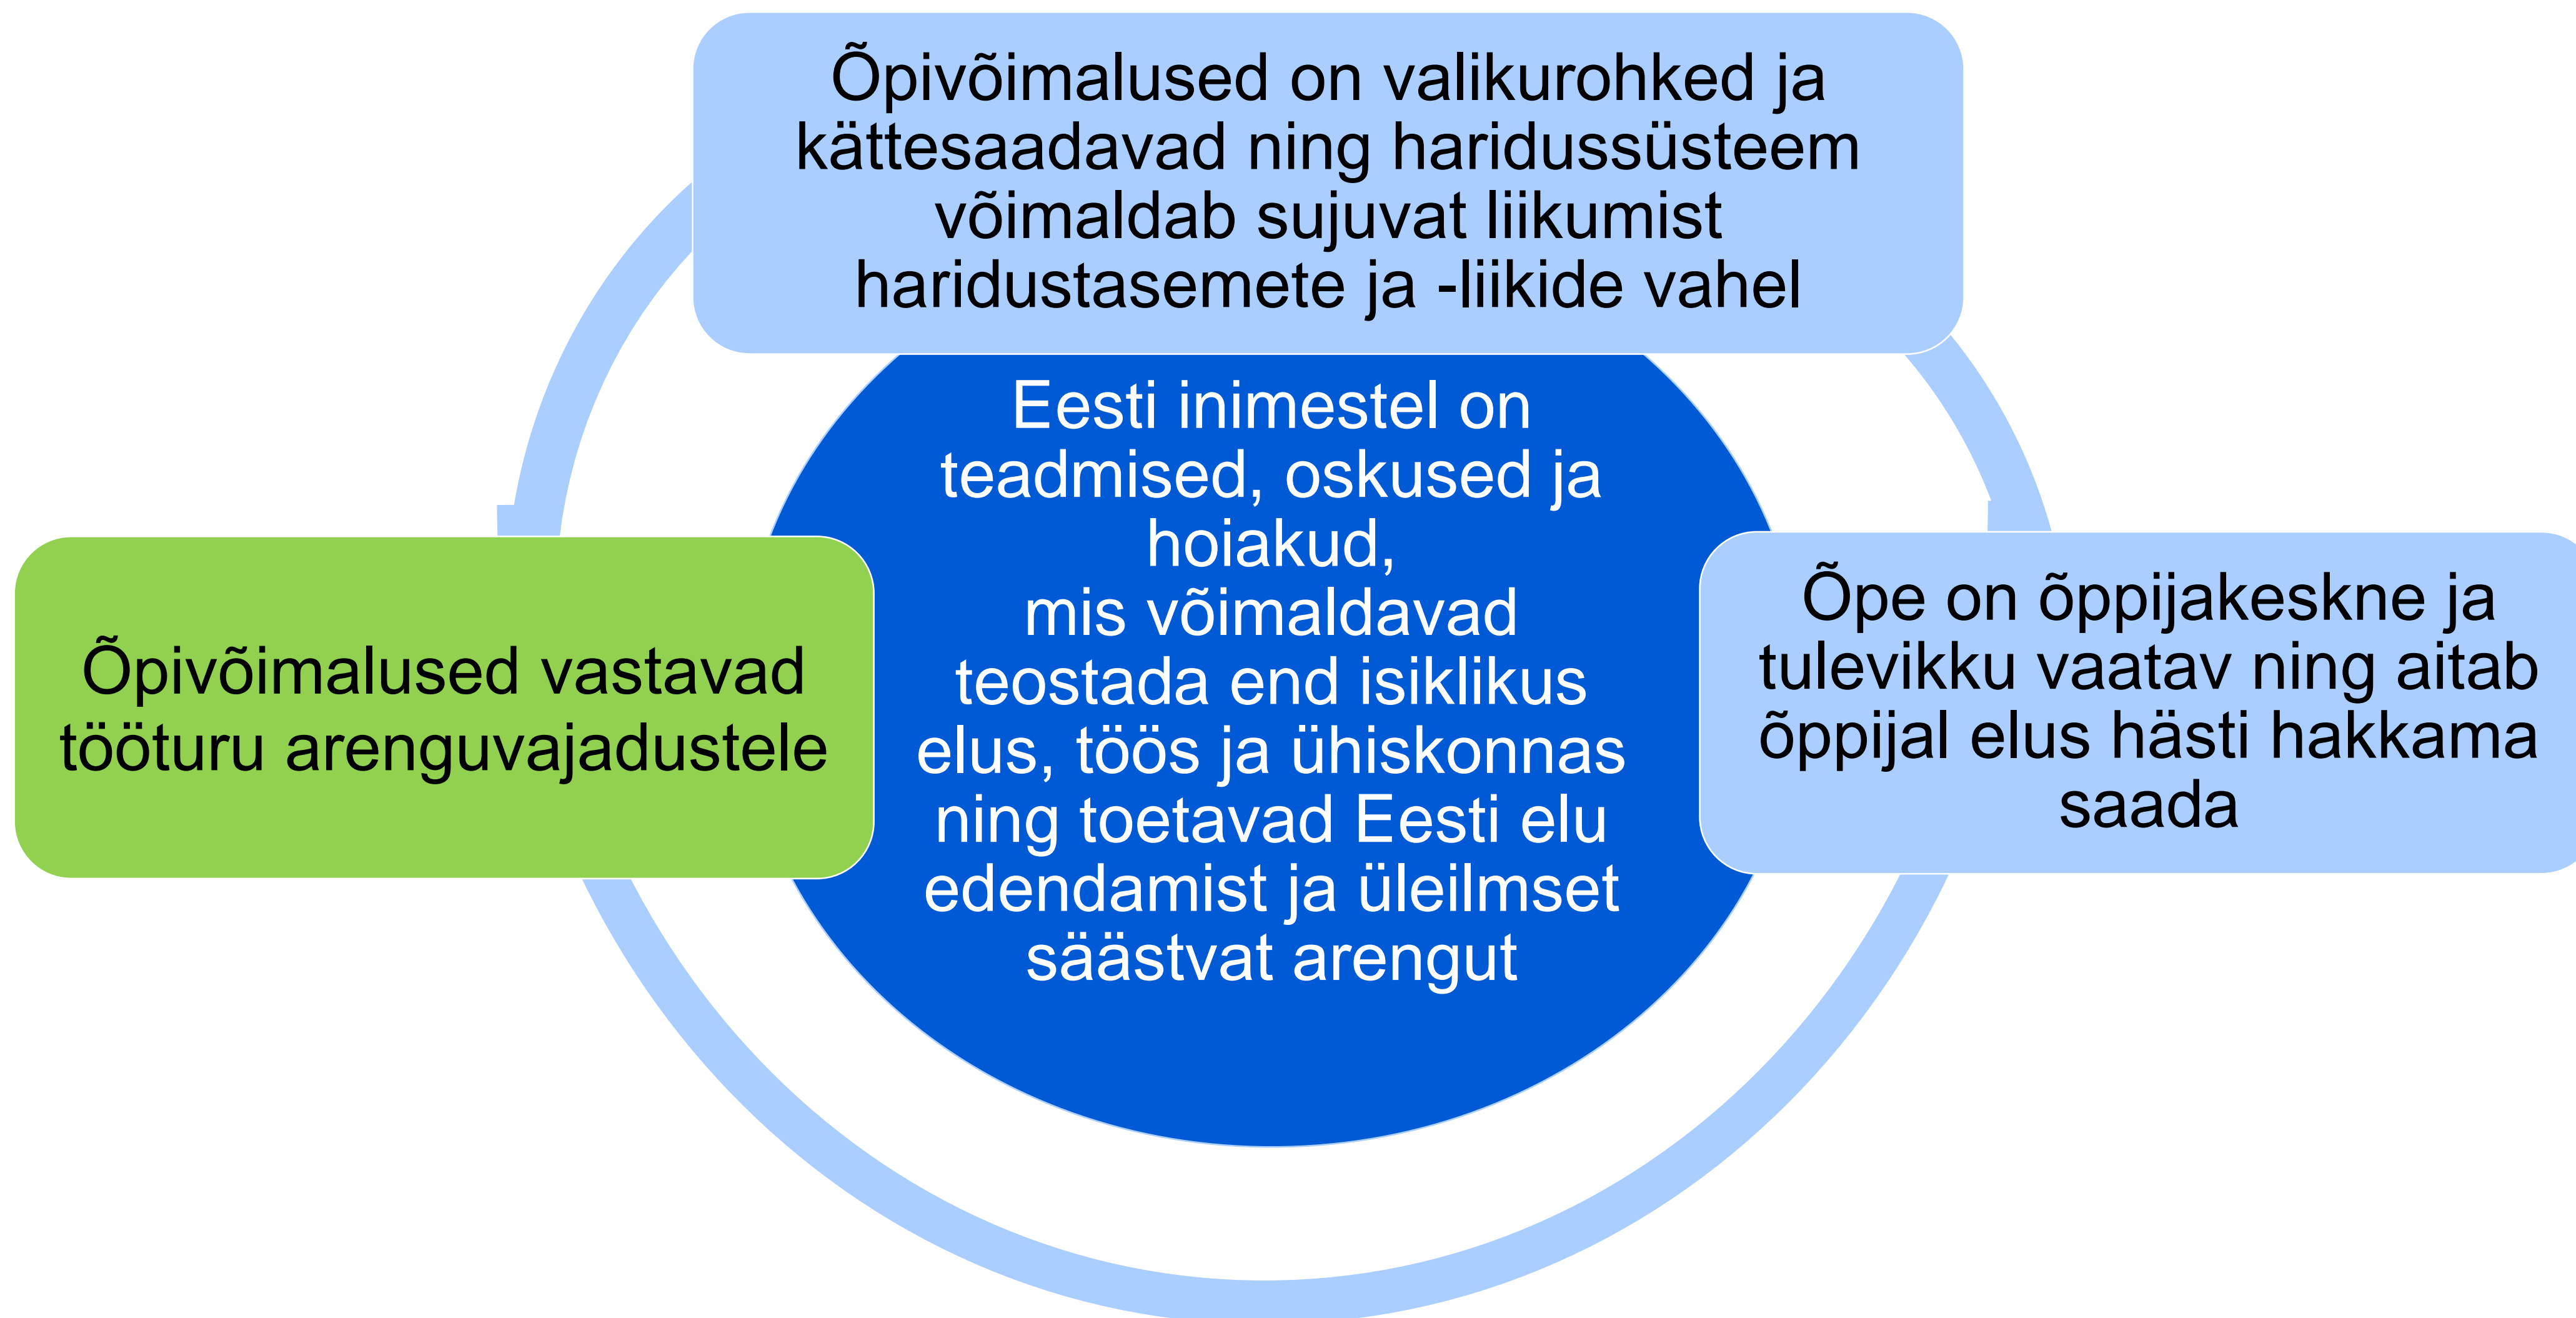 Õpivõimalused on valikurohked ja
kättesaadavad ning haridussüsteem
võimaldab sujuvat liikumist
haridustasemete ja -liikide vahel
Eesti inimestel on
teadmised, oskused ja
hoiakud,
mis võimaldavad
teostada end isiklikus
elus, töös ja ühiskonnas
ning toetavad Eesti elu
edendamist ja üleilmset
säästvat arengut
Õpivõimalused vastavad
tööturu arenguvajadustele
Õpe on õppijakeskne ja
tulevikku vaatav ning aitab
õppijal elus hästi hakkama
saada